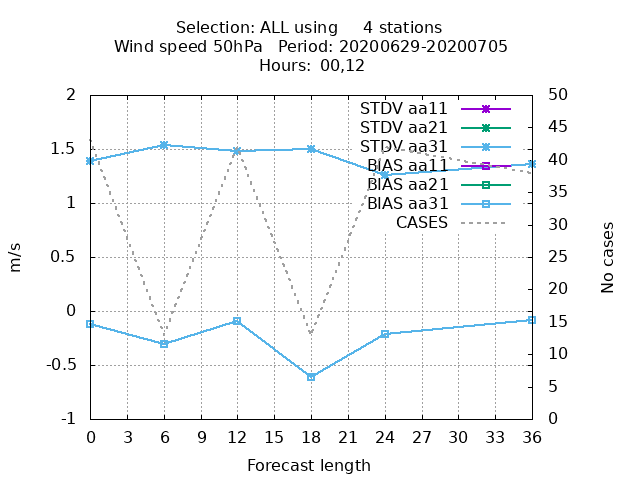 Selection: ALL using     4 stations
Wind speed 50hPa   Period: 20200629-20200705
Hours: 00,12
2
1.5
1
0.5
0
-0.5
-1
m/s
50
45
40
35
30
25
20
15
10
5
0
No cases
STDV aa11
STDV aa21
STDV aa31
BIAS aa11
BIAS aa21
BIAS aa31
CASES
0 3 6 9 12 15 18 21 24 27 30 33 36
Forecast length